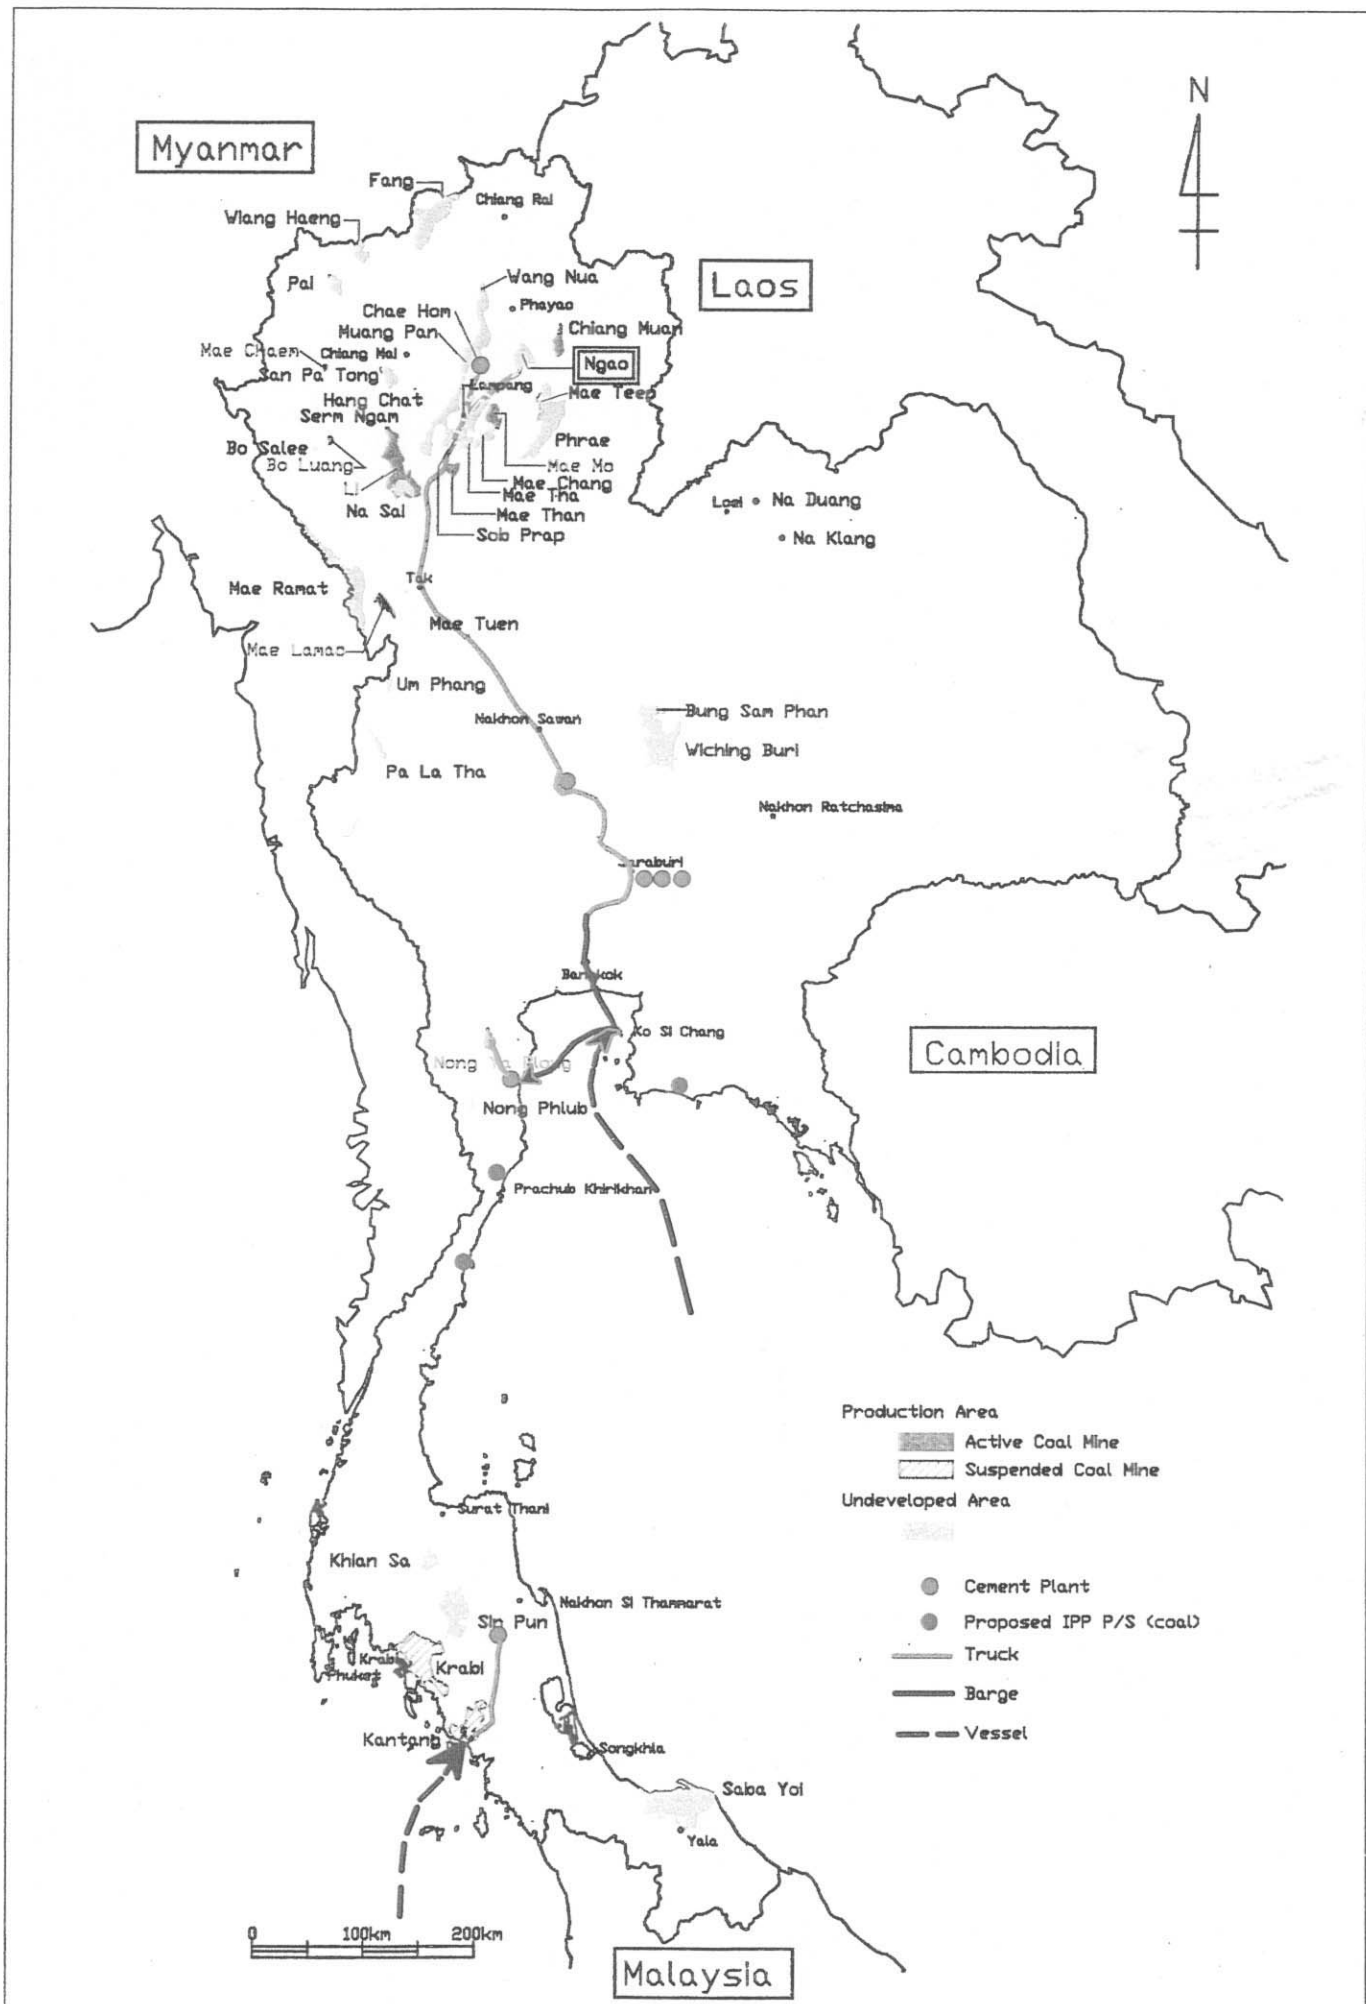 N
Myanmar
Fang
Chiang Rai
Wiang Haeng
Laos
Pai
Wang Nua
Phayao
Chae Hom
Muang Pan
Chiang Muan
Mae Chaem
Chiang Mai
Ngao
San Pa Tong
Lampang
Mae Teep
Hang Chat
Serm Ngam
Phrae
Bo Salee
Bo Luang
Mae Mo
Li
Mae Chang
Mae Tha
Na Sai
Mae Than
Sob Prap
Loei
Na Duang
Na Klang
Tak
Mae Ramat
Mae Tuen
Mae Lamao
Um Phang
Bung Sam Phan
Nakhon Sawan
Wiching Buri
Pa La Tha
Nakhon Ratchasima
Bangkok
Ko Si Chang
Cambodia
Nong Ya Plong
Nong Phlub
Prachub Khirikhan
Production Area
Active Coal Mine
Suspended Coal Mine
Undeveloped Area
Surat Thani
Khian Sa
Cement Plant
Nakhon Si Thammarat
Sin Pun
Proposed IPP P/S (coal)
Krabi
Krabi
Phuket
Truck
Barge
Kantang
Songkhla
Vessel
Saba Yoi
Yala
0 100km 200km
Malaysia